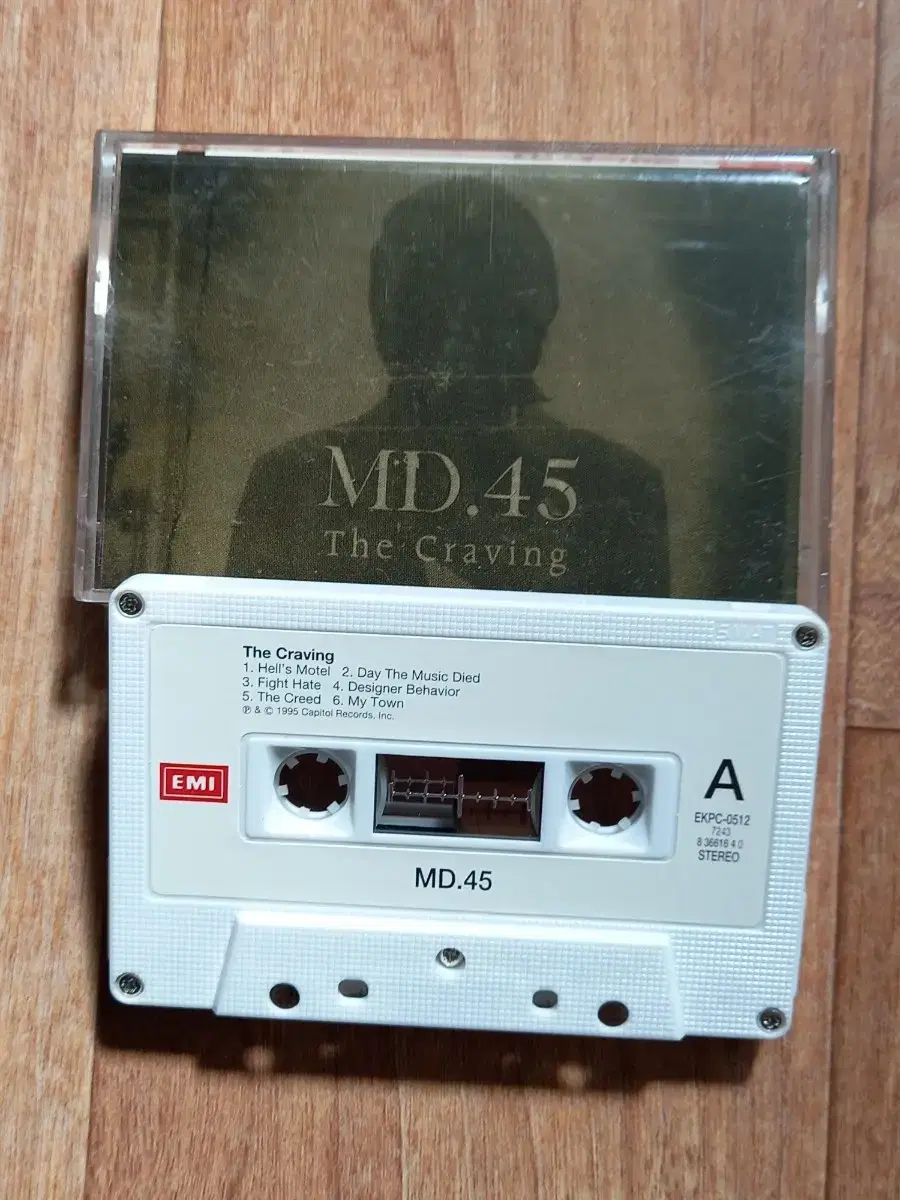 MD.45
The Craving
The Craving
1. Hell's Motel 2. Day The Music Died
3. Fight Hate 4. Designer Behavior
5. The Creed 6. My Town
℗ & © 1995 Capitol Records, Inc.
EMI
A
EKPC-0512
7243
8 36616 4 0
STEREO
MD.45